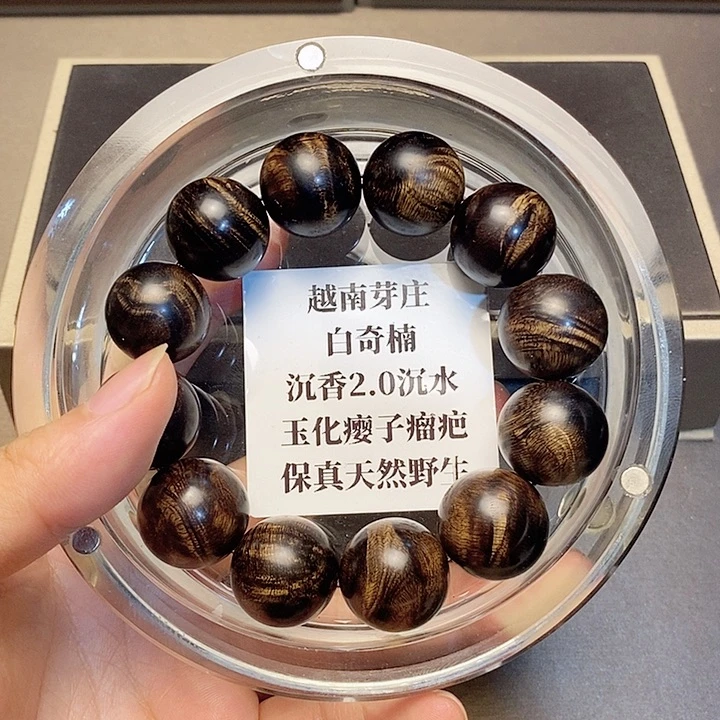 越南芽庄
白奇楠
沉香2.0沉水
玉化瘿子瘤疤
保真天然野生